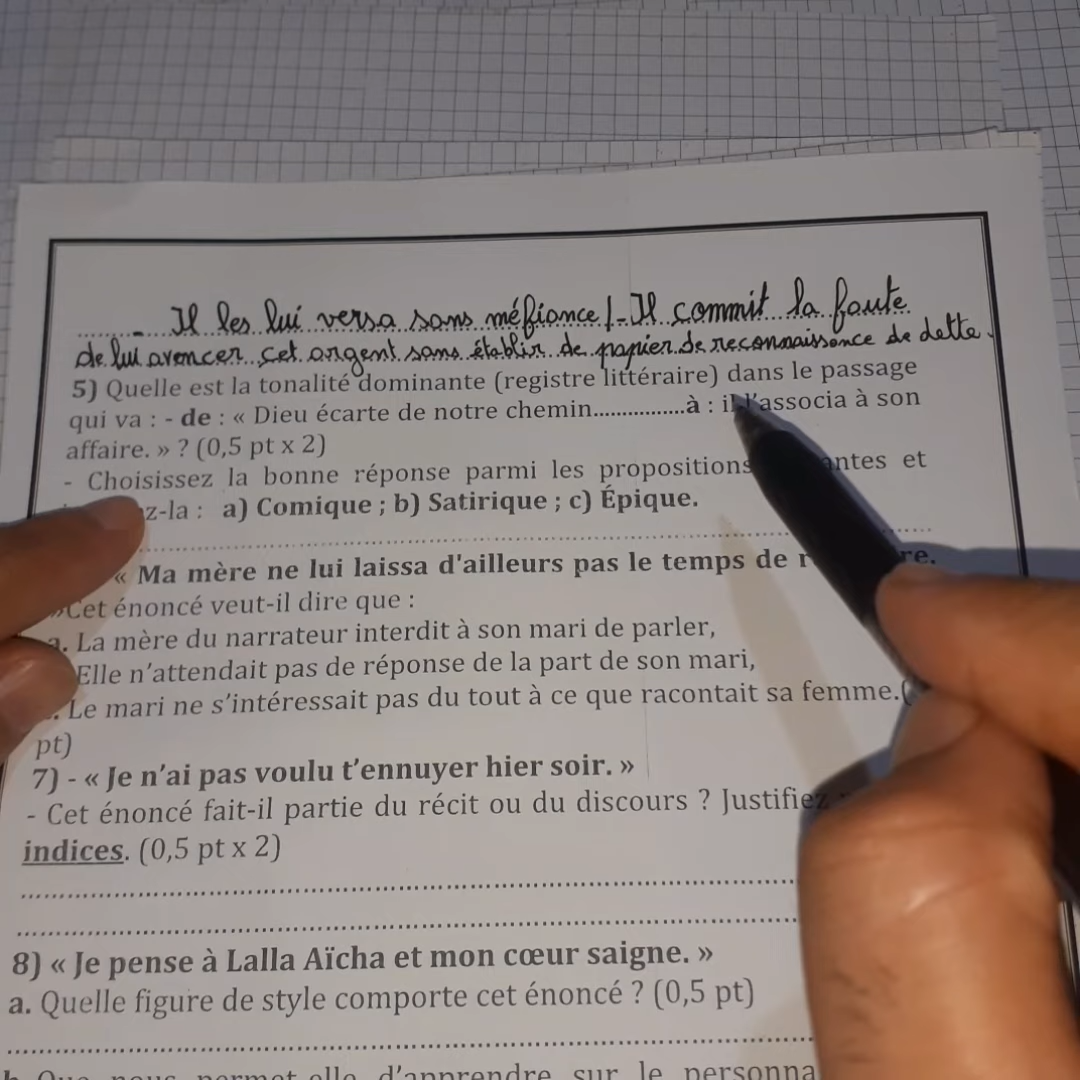 - Il les lui versa sans méfiance /- Il commit la faute
de lui avancer cet argent sans établir de papier de reconnaissance de dette.
5) Quelle est la tonalité dominante (registre littéraire) dans le passage
qui va : - de : « Dieu écarte de notre chemin................à : il l'associa à son
affaire. » ? (0,5 pt x 2)
- Choisissez la bonne réponse parmi les propositions et
a) Comique ; b) Satirique ; c) Épique.
« Ma mère ne lui laissa d'ailleurs pas le temps de
» Cet énoncé veut-il dire que :
a. La mère du narrateur interdit à son mari de parler,
Elle n'attendait pas de réponse de la part de son mari,
Le mari ne s'intéressait pas du tout à ce que racontait sa femme.(
pt)
7) - « Je n'ai pas voulu t'ennuyer hier soir. »
- Cet énoncé fait-il partie du récit ou du discours ? Justifiez
indices. (0,5 pt x 2)
8) « Je pense à Lalla Aïcha et mon cœur saigne. »
a. Quelle figure de style comporte cet énoncé ? (0,5 pt)
d'apprendre sur le